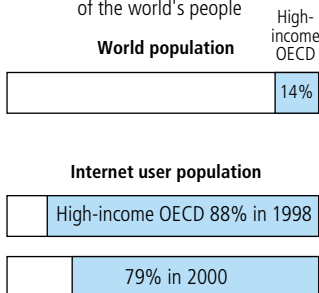 of the world's people
High-
income
OECD
World population
14%
Internet user population
High-income OECD 88% in 1998
79% in 2000